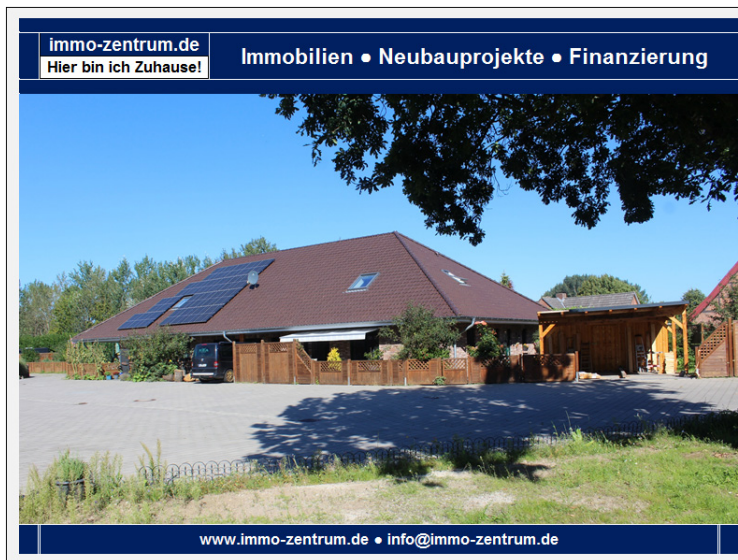 immo-zentrum.de
Hier bin ich Zuhause!
Immobilien ● Neubauprojekte ● Finanzierung
www.immo-zentrum.de ● info@immo-zentrum.de